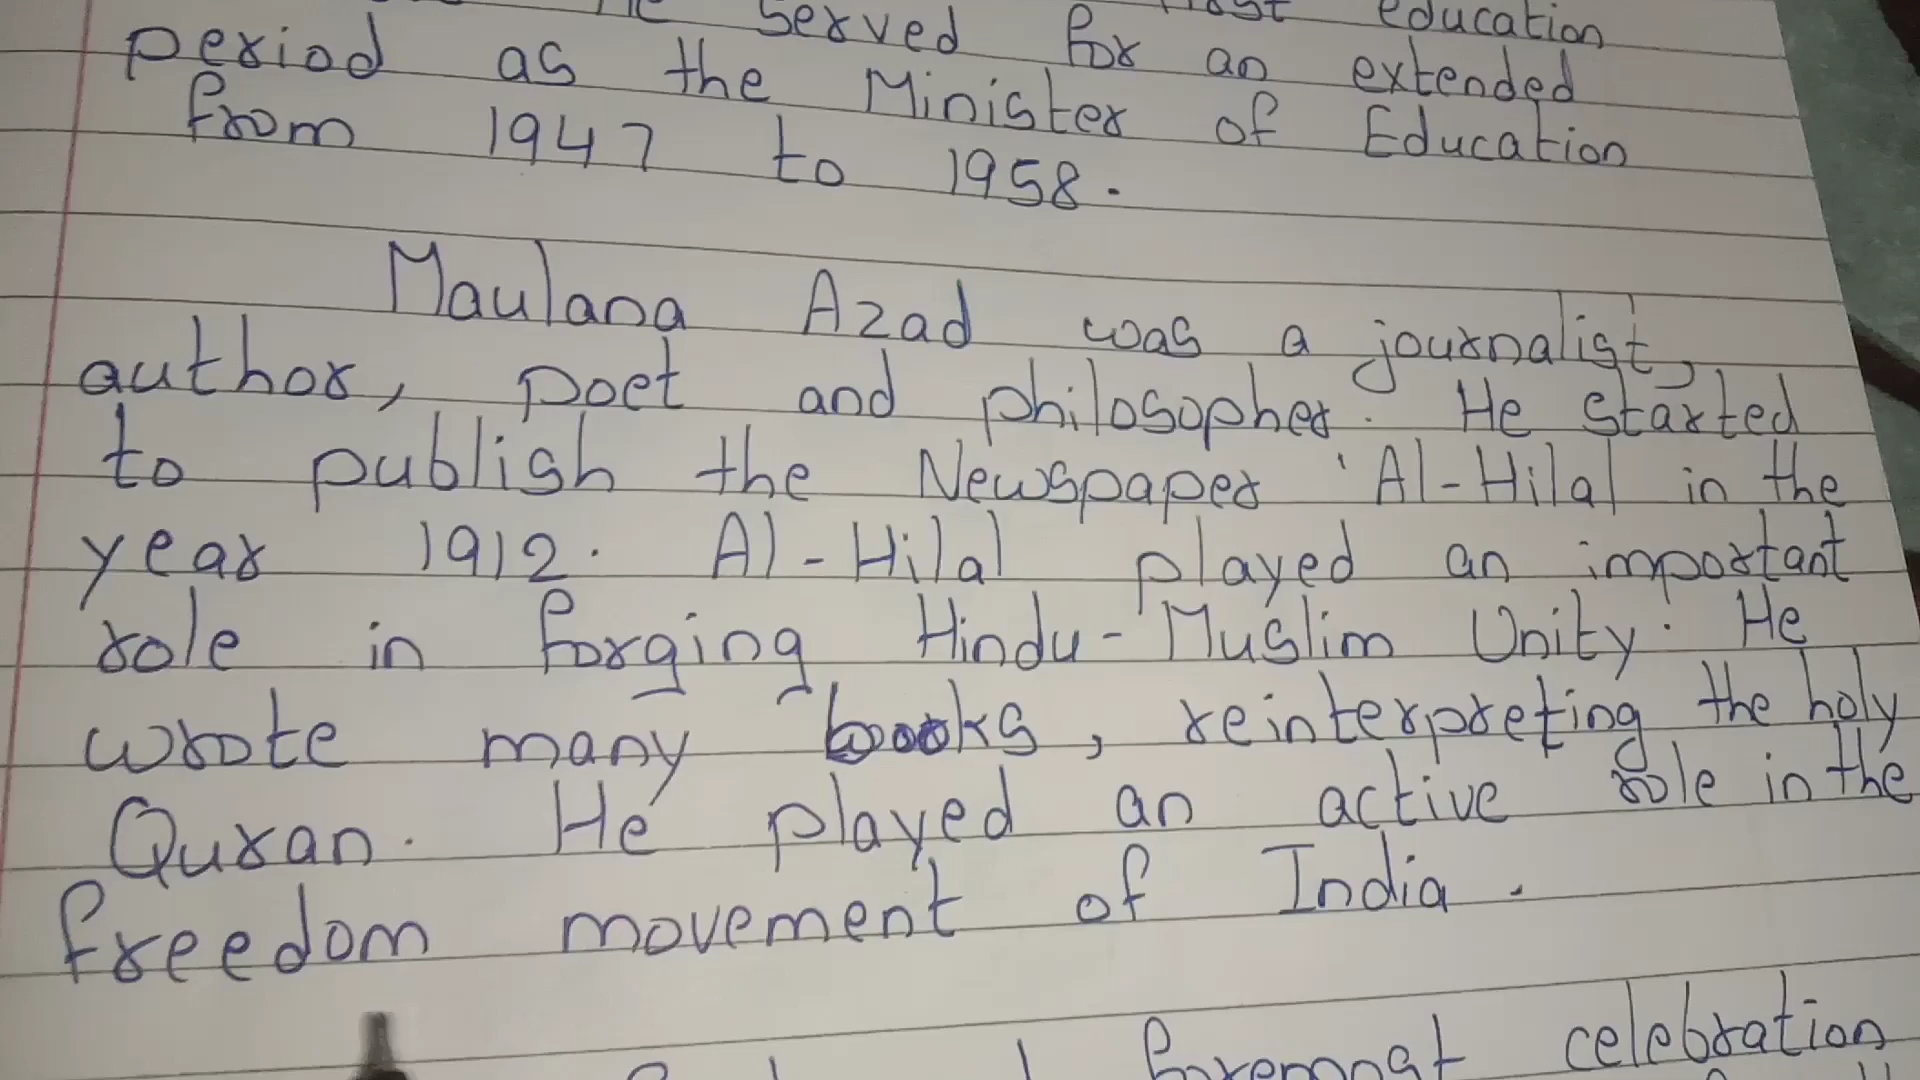 served for education
period as the for an extended
from 1947 to 1958. Minister of Education
Maulana Azad was a journalist,
author, poet and philosopher. He started
to publish the Newspaper 'Al-Hilal in the
year 1912. Al-Hilal played an important
role in forging Hindu-Muslim Unity. He
wrote many books, reinterpreting the holy
Quran. He played an active role in the
freedom movement of India.
foremost celebration